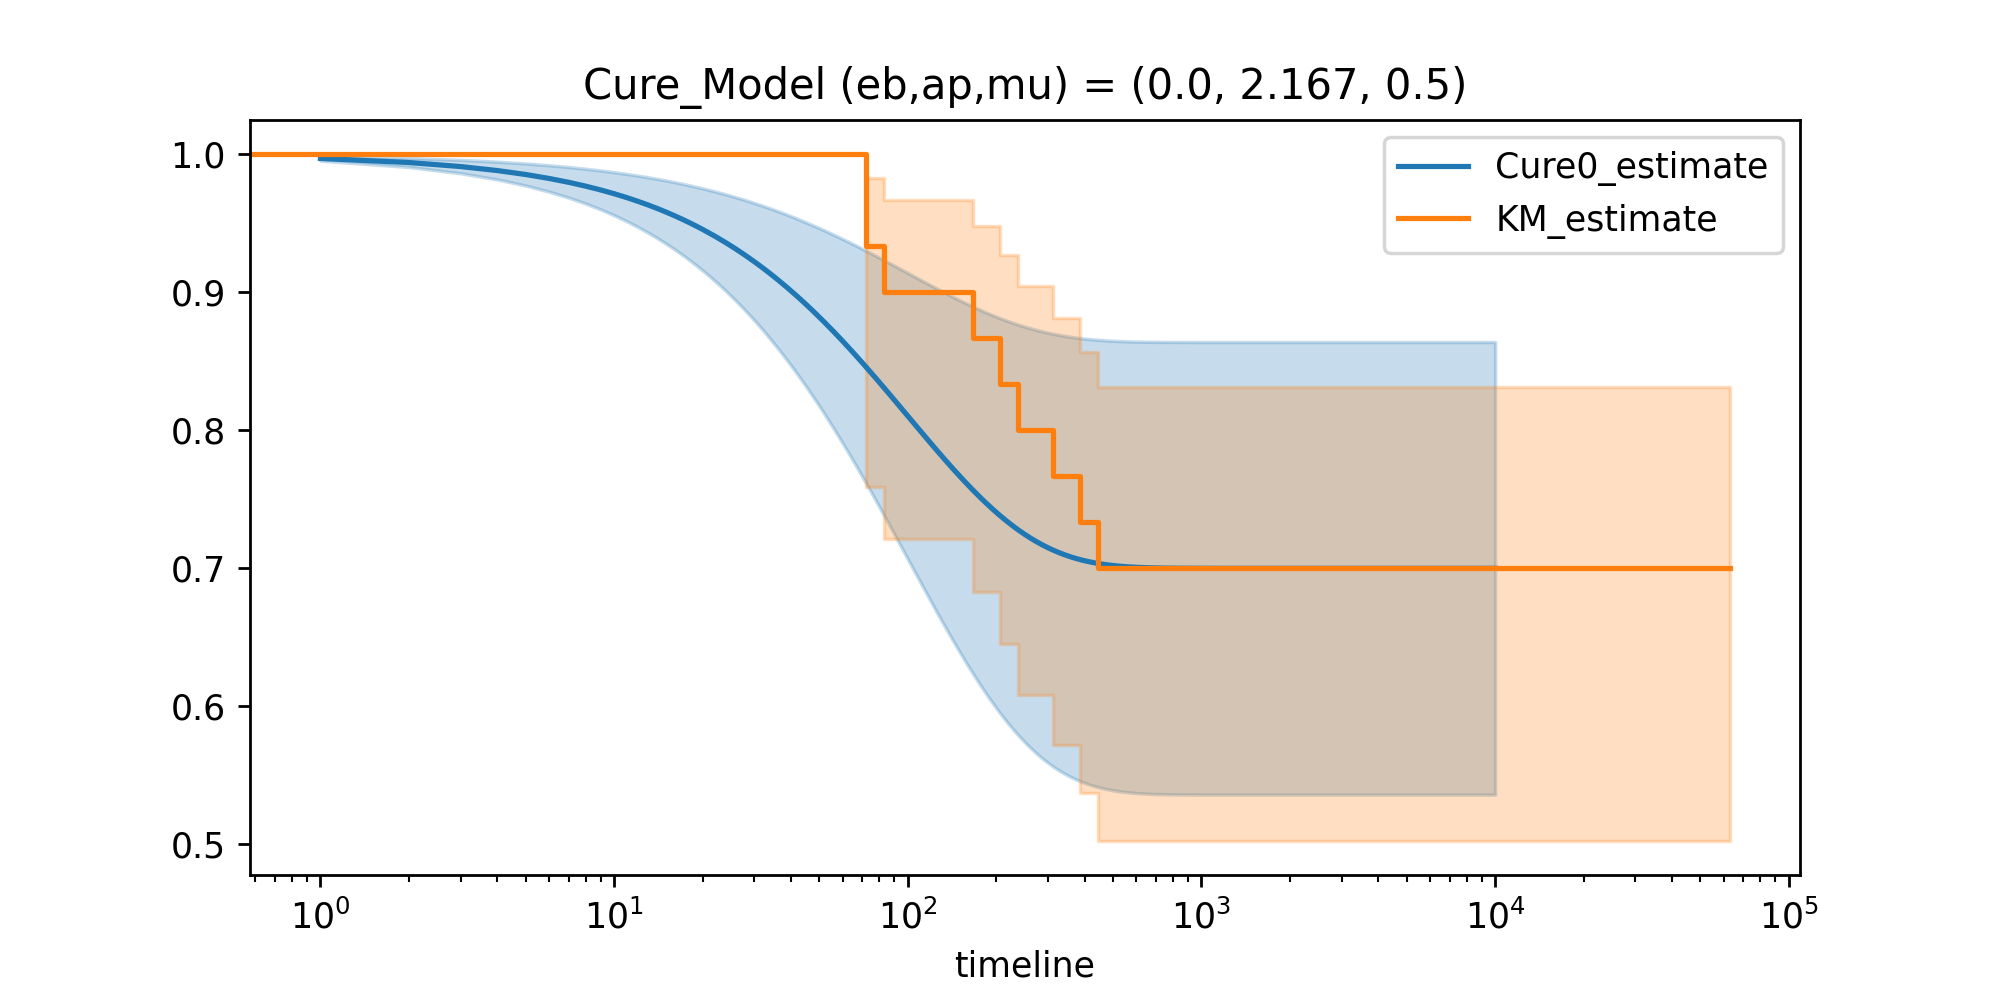 Cure_Model (eb,ap,mu) = (0.0, 2.167, 0.5)
Cure0_estimate
KM_estimate
1.0
0.9
0.8
0.7
0.6
0.5
10⁰ 10¹ 10² 10³ 10⁴ 10⁵
timeline